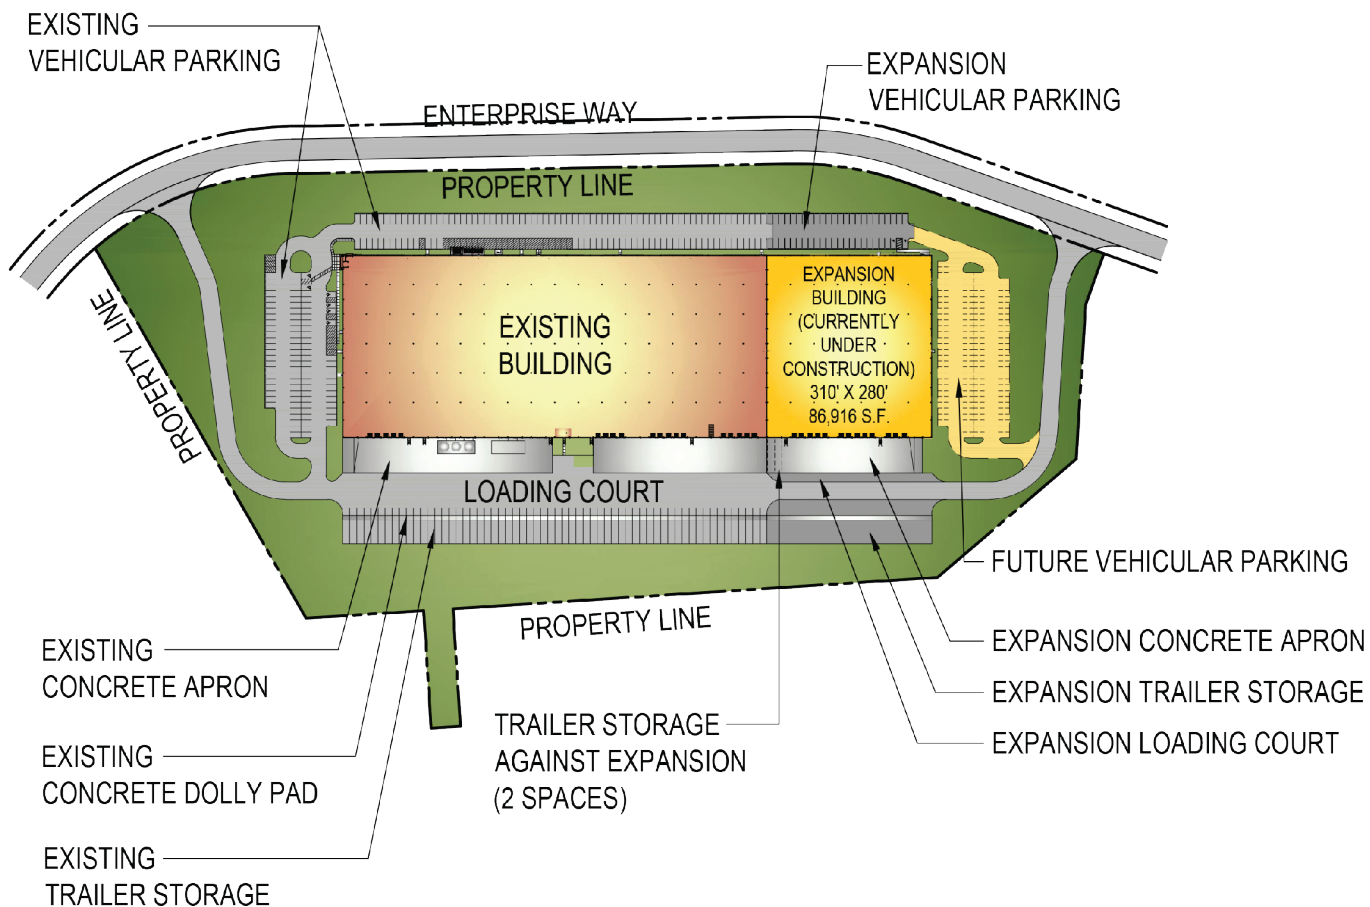 EXISTING
VEHICULAR PARKING
EXPANSION
VEHICULAR PARKING
ENTERPRISE WAY
PROPERTY LINE
PROPERTY LINE
EXISTING
BUILDING
EXPANSION
BUILDING
(CURRENTLY
UNDER
CONSTRUCTION)
310' X 280'
86,916 S.F.
LOADING COURT
PROPERTY LINE
FUTURE VEHICULAR PARKING
EXPANSION CONCRETE APRON
EXPANSION TRAILER STORAGE
EXPANSION LOADING COURT
EXISTING
CONCRETE APRON
EXISTING
CONCRETE DOLLY PAD
EXISTING
TRAILER STORAGE
TRAILER STORAGE
AGAINST EXPANSION
(2 SPACES)